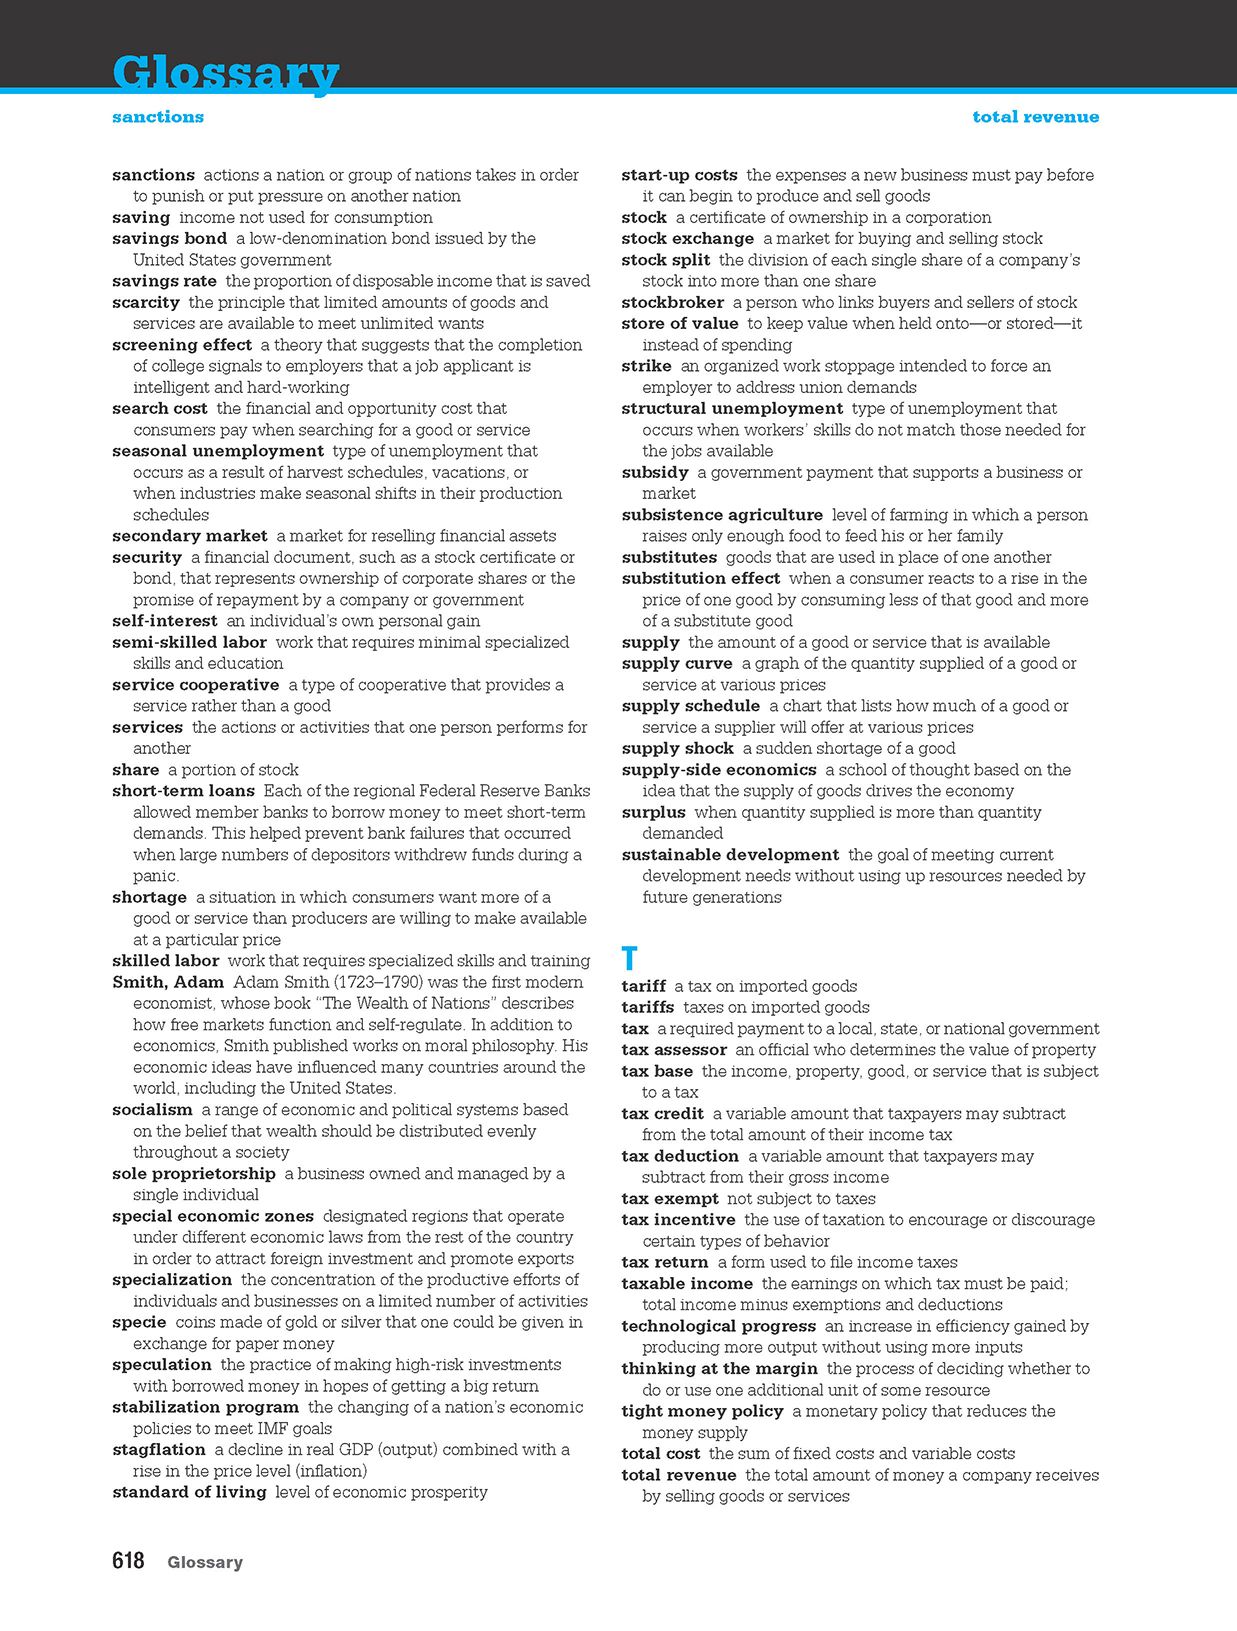 Glossary
sanctions
total revenue
sanctions actions a nation or group of nations takes in order
to punish or put pressure on another nation
saving income not used for consumption
savings bond a low-denomination bond issued by the
United States government
savings rate the proportion of disposable income that is saved
scarcity the principle that limited amounts of goods and
services are available to meet unlimited wants
screening effect a theory that suggests that the completion
of college signals to employers that a job applicant is
intelligent and hard-working
search cost the financial and opportunity cost that
consumers pay when searching for a good or service
seasonal unemployment type of unemployment that
occurs as a result of harvest schedules, vacations, or
when industries make seasonal shifts in their production
schedules
secondary market a market for reselling financial assets
security a financial document, such as a stock certificate or
bond, that represents ownership of corporate shares or the
promise of repayment by a company or government
self-interest an individual's own personal gain
semi-skilled labor work that requires minimal specialized
skills and education
service cooperative a type of cooperative that provides a
service rather than a good
services the actions or activities that one person performs for
another
share a portion of stock
short-term loans Each of the regional Federal Reserve Banks
allowed member banks to borrow money to meet short-term
demands. This helped prevent bank failures that occurred
when large numbers of depositors withdrew funds during a
panic.
shortage a situation in which consumers want more of a
good or service than producers are willing to make available
at a particular price
skilled labor work that requires specialized skills and training
Smith, Adam Adam Smith (1723–1790) was the first modern
economist, whose book “The Wealth of Nations” describes
how free markets function and self-regulate. In addition to
economics, Smith published works on moral philosophy. His
economic ideas have influenced many countries around the
world, including the United States.
socialism a range of economic and political systems based
on the belief that wealth should be distributed evenly
throughout a society
sole proprietorship a business owned and managed by a
single individual
special economic zones designated regions that operate
under different economic laws from the rest of the country
in order to attract foreign investment and promote exports
specialization the concentration of the productive efforts of
individuals and businesses on a limited number of activities
specie coins made of gold or silver that one could be given in
exchange for paper money
speculation the practice of making high-risk investments
with borrowed money in hopes of getting a big return
stabilization program the changing of a nation's economic
policies to meet IMF goals
stagflation a decline in real GDP (output) combined with a
rise in the price level (inflation)
standard of living level of economic prosperity
start-up costs the expenses a new business must pay before
it can begin to produce and sell goods
stock a certificate of ownership in a corporation
stock exchange a market for buying and selling stock
stock split the division of each single share of a company's
stock into more than one share
stockbroker a person who links buyers and sellers of stock
store of value to keep value when held onto—or stored—it
instead of spending
strike an organized work stoppage intended to force an
employer to address union demands
structural unemployment type of unemployment that
occurs when workers' skills do not match those needed for
the jobs available
subsidy a government payment that supports a business or
market
subsistence agriculture level of farming in which a person
raises only enough food to feed his or her family
substitutes goods that are used in place of one another
substitution effect when a consumer reacts to a rise in the
price of one good by consuming less of that good and more
of a substitute good
supply the amount of a good or service that is available
supply curve a graph of the quantity supplied of a good or
service at various prices
supply schedule a chart that lists how much of a good or
service a supplier will offer at various prices
supply shock a sudden shortage of a good
supply-side economics a school of thought based on the
idea that the supply of goods drives the economy
surplus when quantity supplied is more than quantity
demanded
sustainable development the goal of meeting current
development needs without using up resources needed by
future generations
T
tariff a tax on imported goods
tariffs taxes on imported goods
tax a required payment to a local, state, or national government
tax assessor an official who determines the value of property
tax base the income, property, good, or service that is subject
to a tax
tax credit a variable amount that taxpayers may subtract
from the total amount of their income tax
tax deduction a variable amount that taxpayers may
subtract from their gross income
tax exempt not subject to taxes
tax incentive the use of taxation to encourage or discourage
certain types of behavior
tax return a form used to file income taxes
taxable income the earnings on which tax must be paid;
total income minus exemptions and deductions
technological progress an increase in efficiency gained by
producing more output without using more inputs
thinking at the margin the process of deciding whether to
do or use one additional unit of some resource
tight money policy a monetary policy that reduces the
money supply
total cost the sum of fixed costs and variable costs
total revenue the total amount of money a company receives
by selling goods or services
618 Glossary